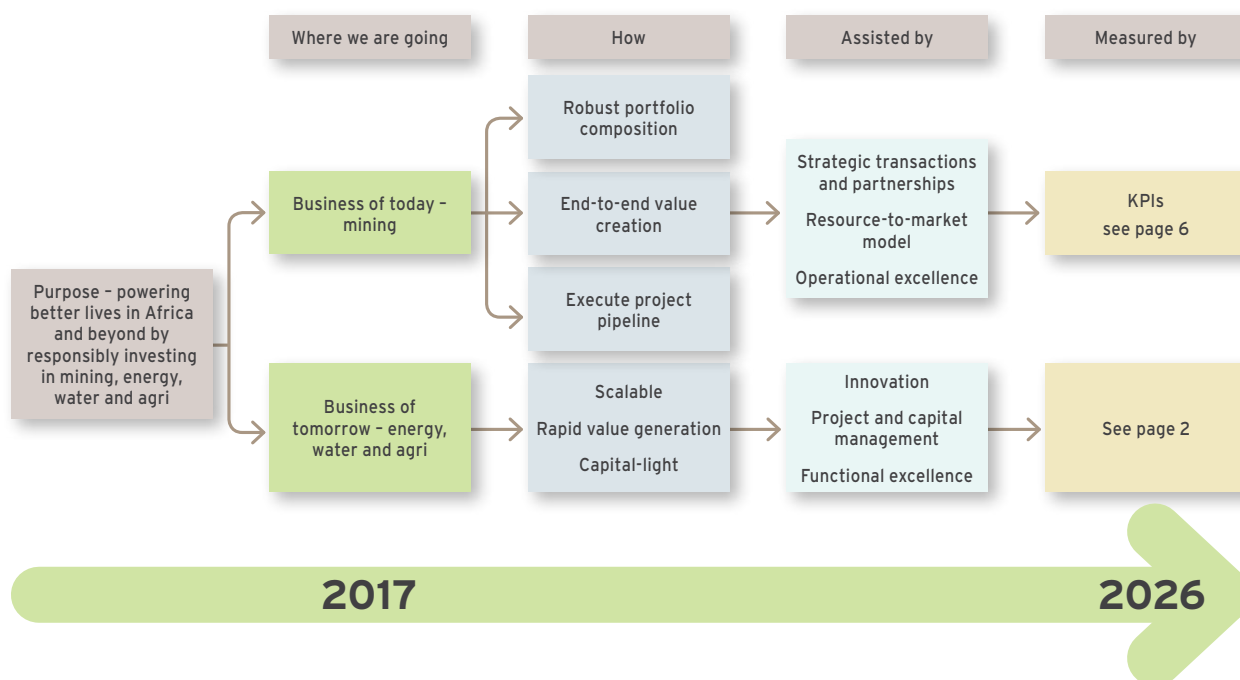 Where we are going
How
Assisted by
Measured by
Purpose – powering
better lives in Africa
and beyond by
responsibly investing
in mining, energy,
water and agri
Business of today –
mining
Robust portfolio
composition
End-to-end value
creation
Execute project
pipeline
Strategic transactions
and partnerships
Resource-to-market
model
Operational excellence
KPIs
see page 6
Business of
tomorrow – energy,
water and agri
Scalable
Rapid value generation
Capital-light
Innovation
Project and capital
management
Functional excellence
See page 2
2017
2026